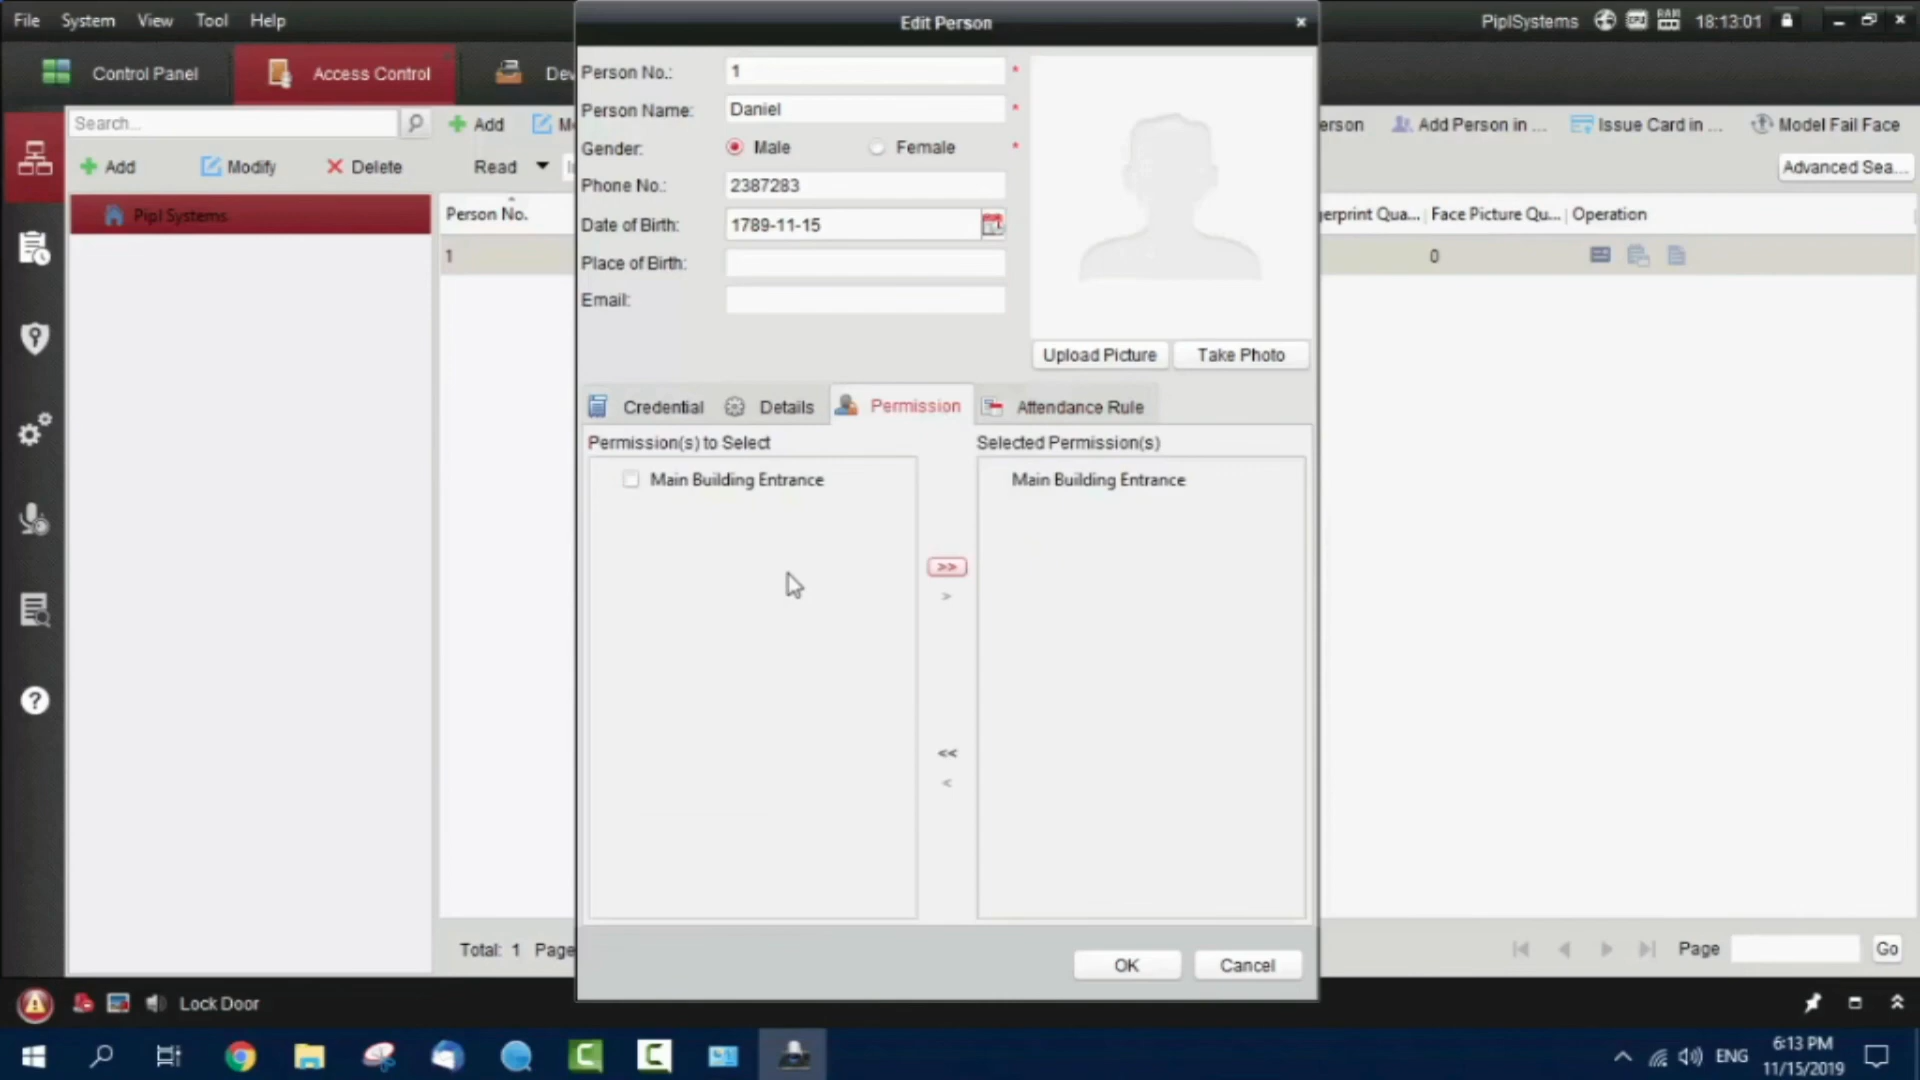 File System View Tool Help
Edit Person
PiplSystems 18:13:01
Control Panel
Access Control
Person No.: 1 *
Person Name: Daniel *
Gender: Male Female *
Phone No.: 2387283
Date of Birth: 1789-11-15
Place of Birth:
Email:
Upload Picture Take Photo
Search...
Add Modify Delete
Pipl Systems
Add
Read
Person No.
1
erson Add Person in ... Issue Card in ... Model Fail Face
Advanced Sea...
gerprint Qua... Face Picture Qu... Operation
0
Credential Details Permission Attendance Rule
Permission(s) to Select Selected Permission(s)
Main Building Entrance Main Building Entrance
>>
>
<<
<
OK Cancel
Total: 1 Page
Page Go
Lock Door
ENG
6:13 PM
11/15/2019